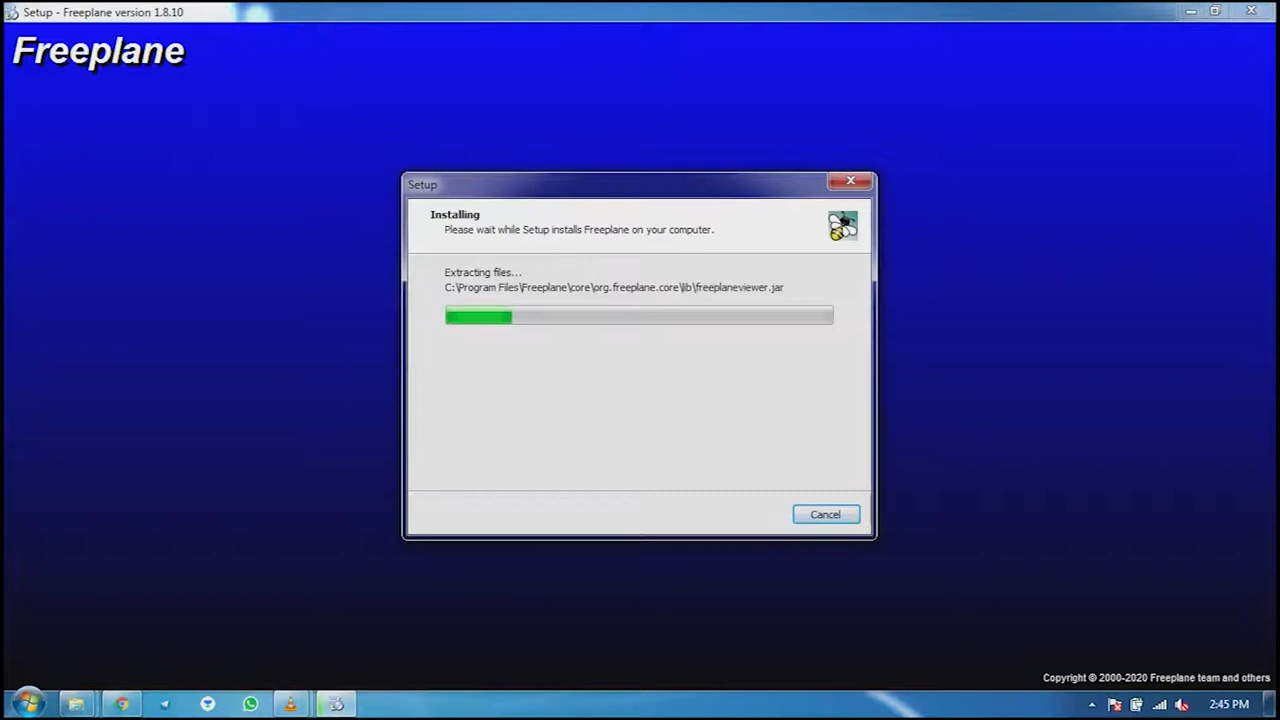 Setup - Freeplane version 1.8.10
Freeplane
Setup
Installing
Please wait while Setup installs Freeplane on your computer.
Extracting files...
C:\Program Files\Freeplane\core\org.freeplane.core\lib\freeplaneviewer.jar
Cancel
Copyright © 2000-2020 Freeplane team and others
2:45 PM